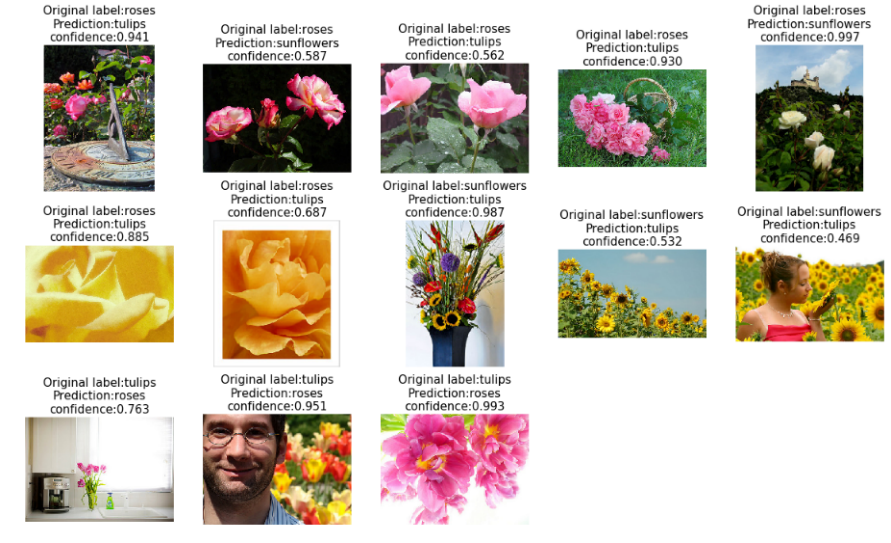 Original label:roses
Prediction:tulips
confidence:0.941
Original label:roses
Prediction:sunflowers
confidence:0.587
Original label:roses
Prediction:tulips
confidence:0.562
Original label:roses
Prediction:tulips
confidence:0.930
Original label:roses
Prediction:sunflowers
confidence:0.997
Original label:roses
Prediction:tulips
confidence:0.885
Original label:roses
Prediction:tulips
confidence:0.687
Original label:sunflowers
Prediction:tulips
confidence:0.987
Original label:sunflowers
Prediction:tulips
confidence:0.532
Original label:sunflowers
Prediction:tulips
confidence:0.469
Original label:tulips
Prediction:roses
confidence:0.763
Original label:tulips
Prediction:roses
confidence:0.951
Original label:tulips
Prediction:roses
confidence:0.993